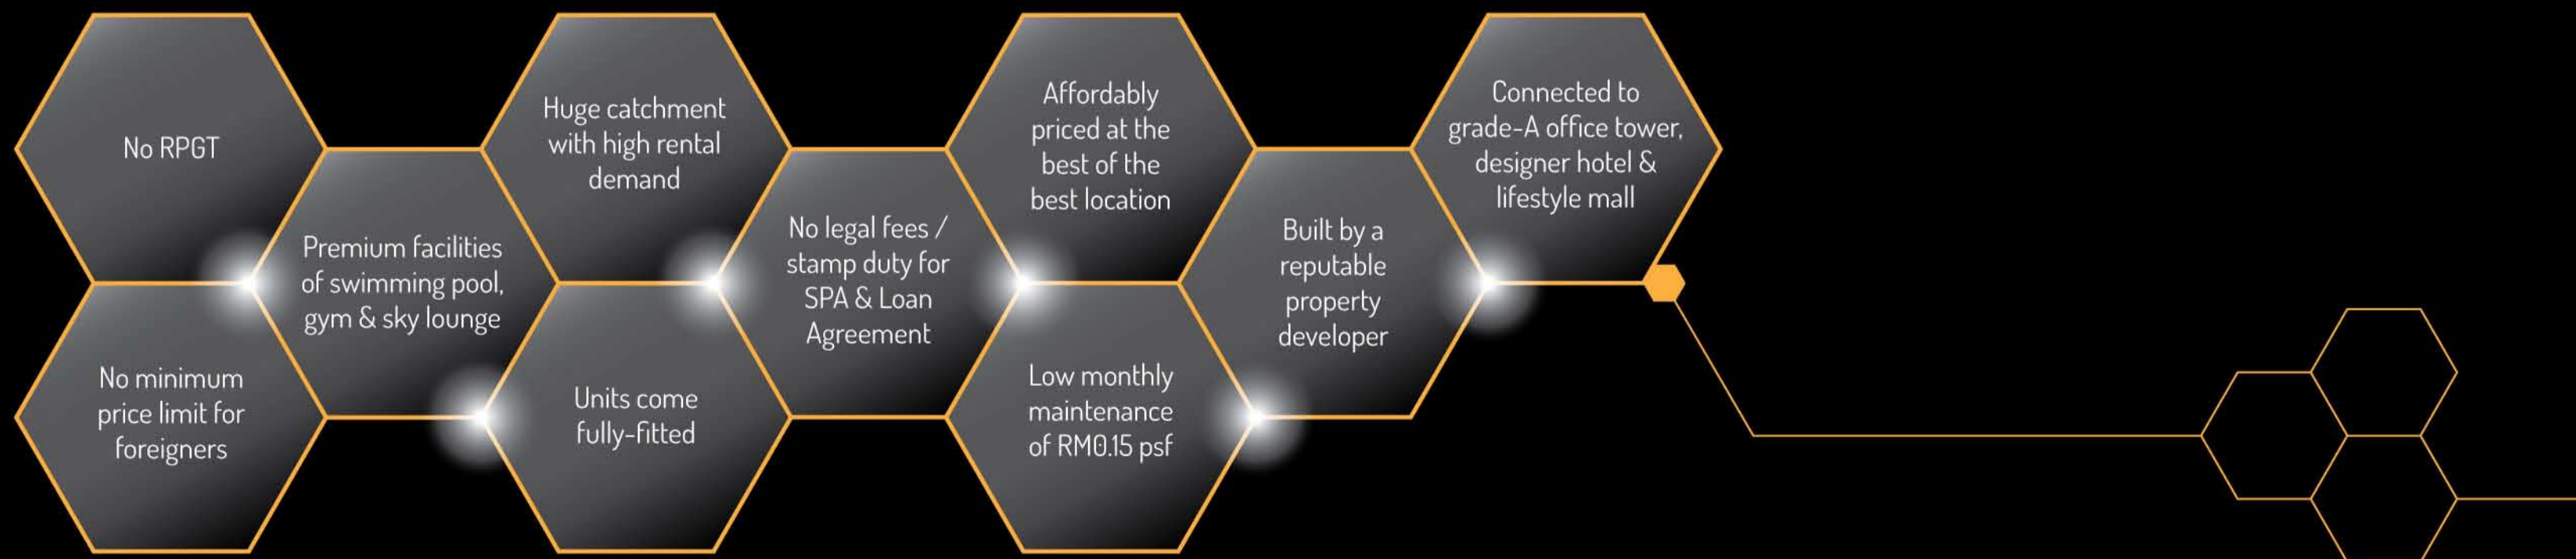 No RPGT
No minimum
price limit for
foreigners
Premium facilities
of swimming pool,
gym & sky lounge
Huge catchment
with high rental
demand
Units come
fully-fitted
No legal fees /
stamp duty for
SPA & Loan
Agreement
Affordably
priced at the
best of the
best location
Low monthly
maintenance
of RM0.15 psf
Built by a
reputable
property
developer
Connected to
grade-A office tower,
designer hotel &
lifestyle mall